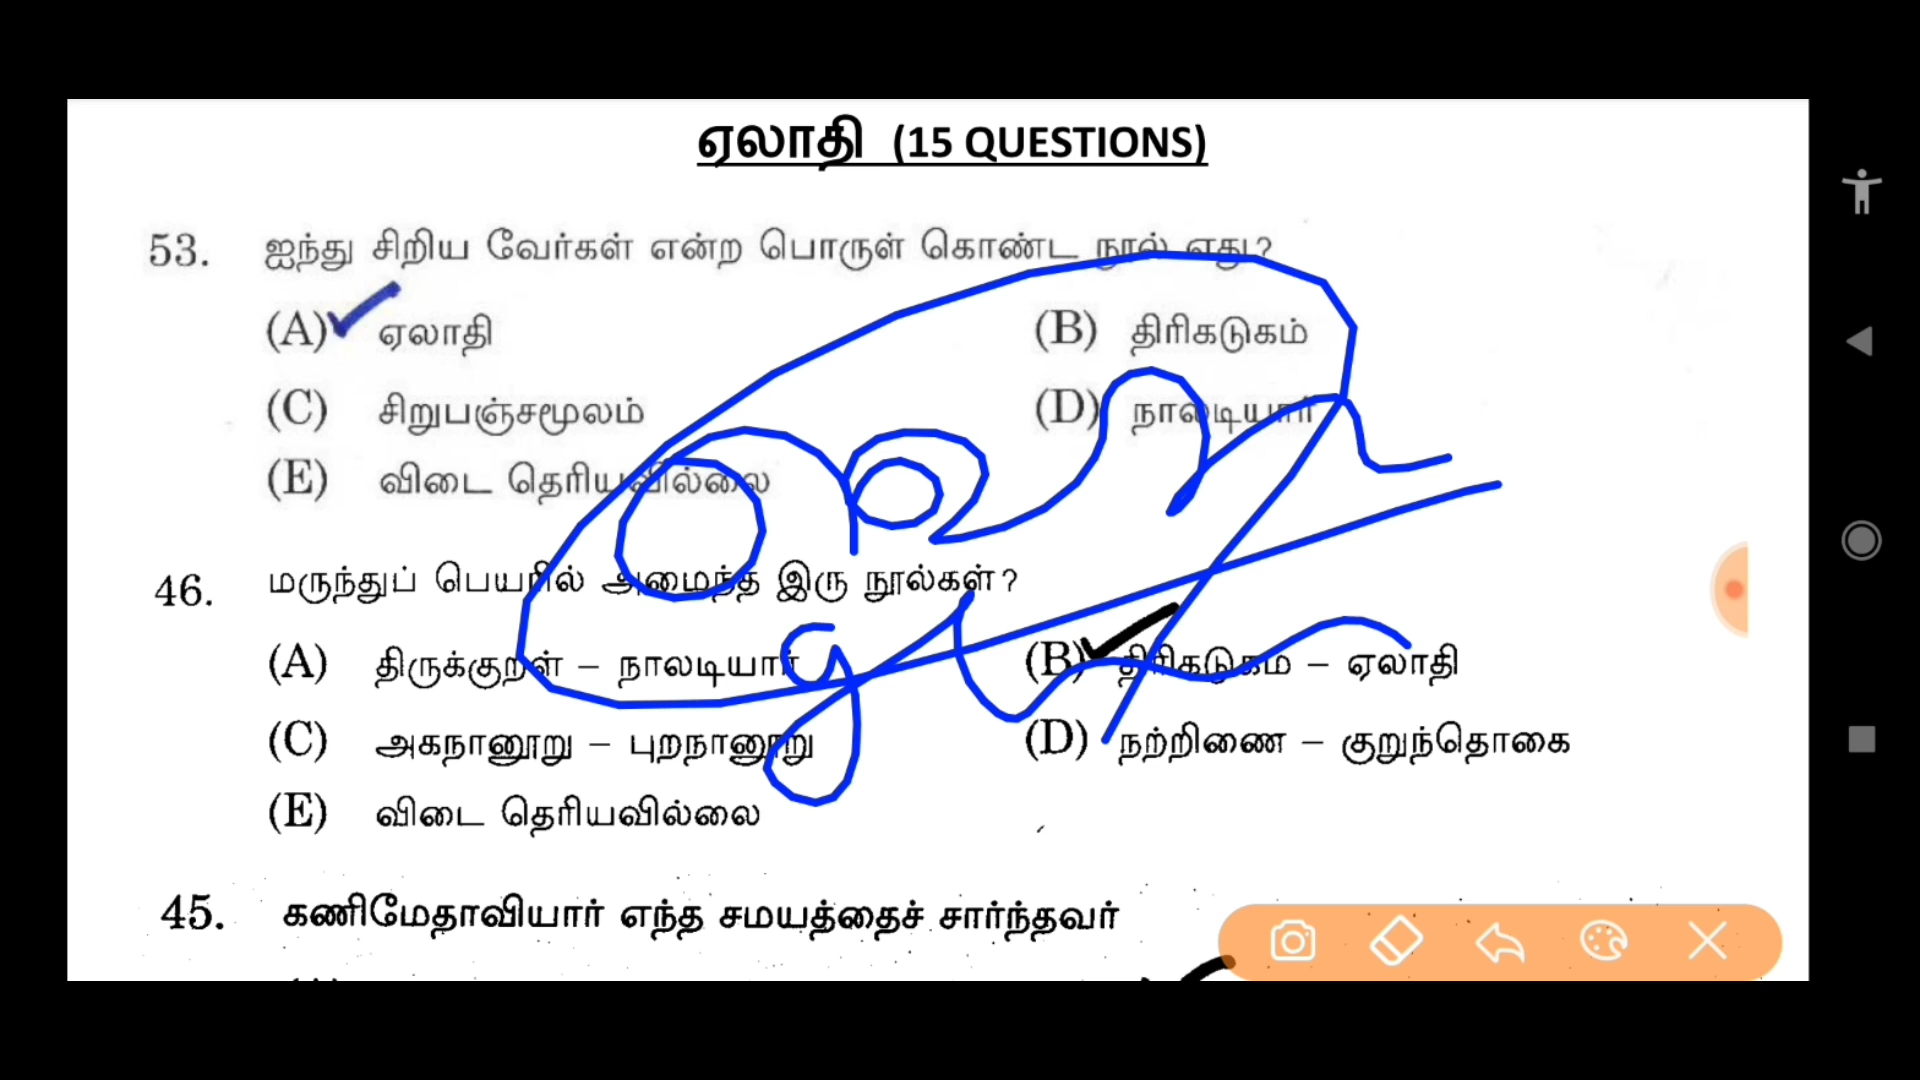 ஏலாதி (15 QUESTIONS)
53. ஐந்து சிறிய வேர்கள் என்ற பொருள் கொண்ட நூல் எது?
(A) ஏலாதி (B) திரிகடுகம்
(C) சிறுபஞ்சமூலம் (D) நாலடியார்
(E) விடை தெரியவில்லை
46. மருந்துப் பெயரில் அமைந்த இரு நூல்கள்?
(A) திருக்குறள் – நாலடியார் (B) திரிகடுகம் – ஏலாதி
(C) அகநானூறு – புறநானூறு (D) நற்றிணை – குறுந்தொகை
(E) விடை தெரியவில்லை
45. கணிமேதாவியார் எந்த சமயத்தைச் சார்ந்தவர்